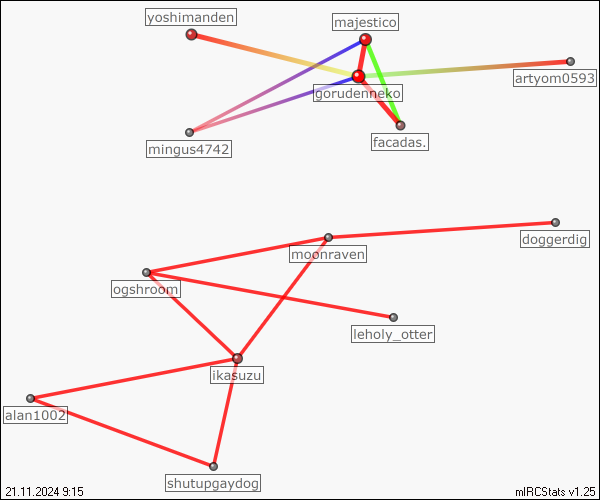 yoshimanden
majestico
artyom0593
gorudenneko
facadas.
mingus4742
doggerdig
moonraven
ogshroom
leholy_otter
ikasuzu
alan1002
shutupgaydog
21.11.2024 9:15
mIRCStats v1.25